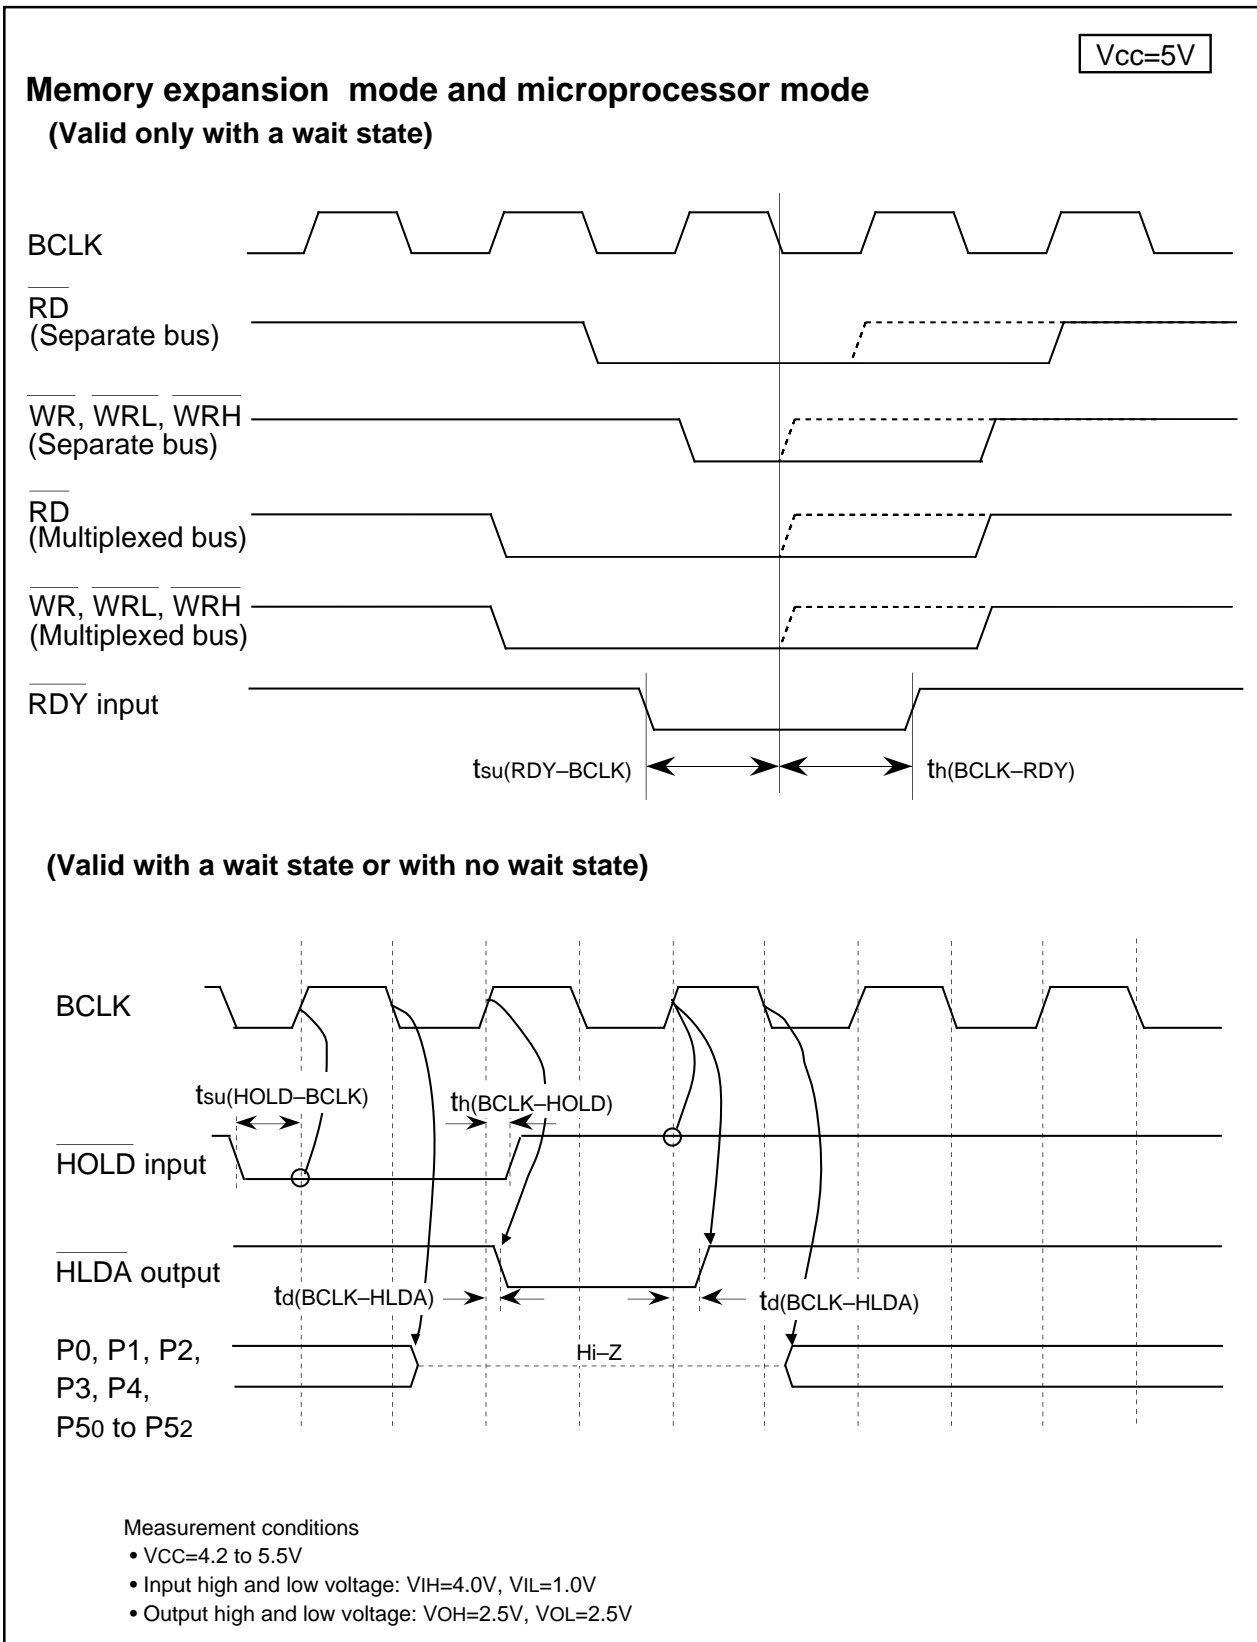 Vcc=5V
Memory expansion mode and microprocessor mode
(Valid only with a wait state)
BCLK
RD
(Separate bus)
WR, WRL, WRH
(Separate bus)
RD
(Multiplexed bus)
WR, WRL, WRH
(Multiplexed bus)
RDY input
tsu(RDY–BCLK)
th(BCLK–RDY)
(Valid with a wait state or with no wait state)
BCLK
tsu(HOLD–BCLK)
th(BCLK–HOLD)
HOLD input
HLDA output
td(BCLK–HLDA)
td(BCLK–HLDA)
P0, P1, P2,
P3, P4,
P50 to P52
Hi–Z
Measurement conditions
• VCC=4.2 to 5.5V
• Input high and low voltage: VIH=4.0V, VIL=1.0V
• Output high and low voltage: VOH=2.5V, VOL=2.5V